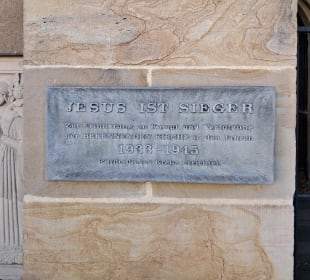 JESUS IST SIEGER
Zur Erinnerung an Kampf und Verfolgung
der BEKENNENDEN KIRCHE in den Jahren
1933-1945